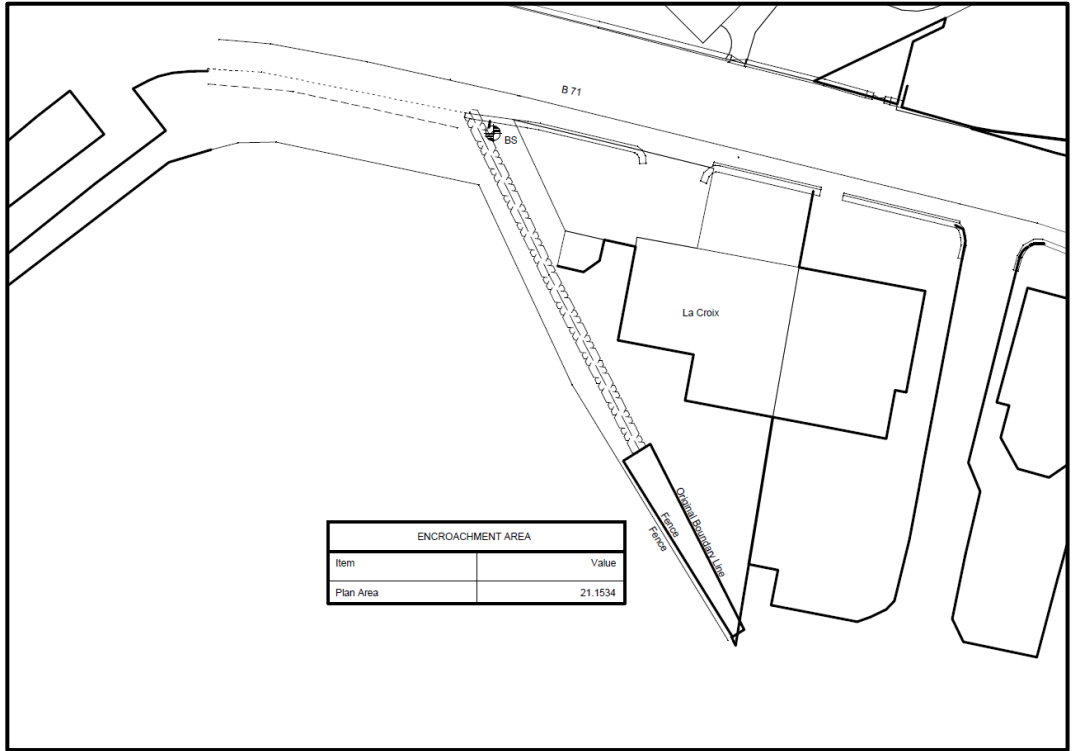 B 71
BS
La Croix
Original Boundary Line
Fence
Fence
ENCROACHMENT AREA
Item Value
Plan Area 21.1534